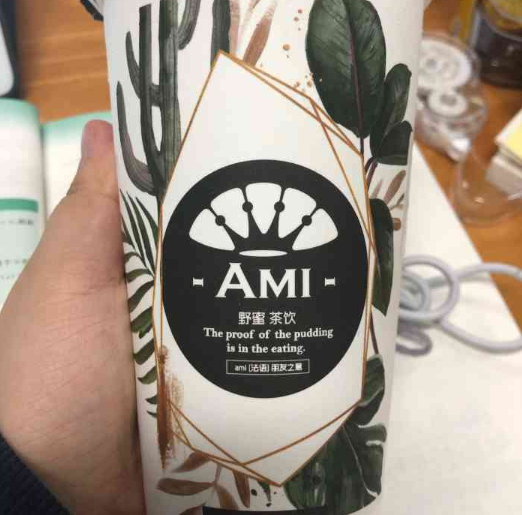 AMI
野蜜 茶饮
The proof of the pudding
is in the eating.
ami (法语) 朋友之意